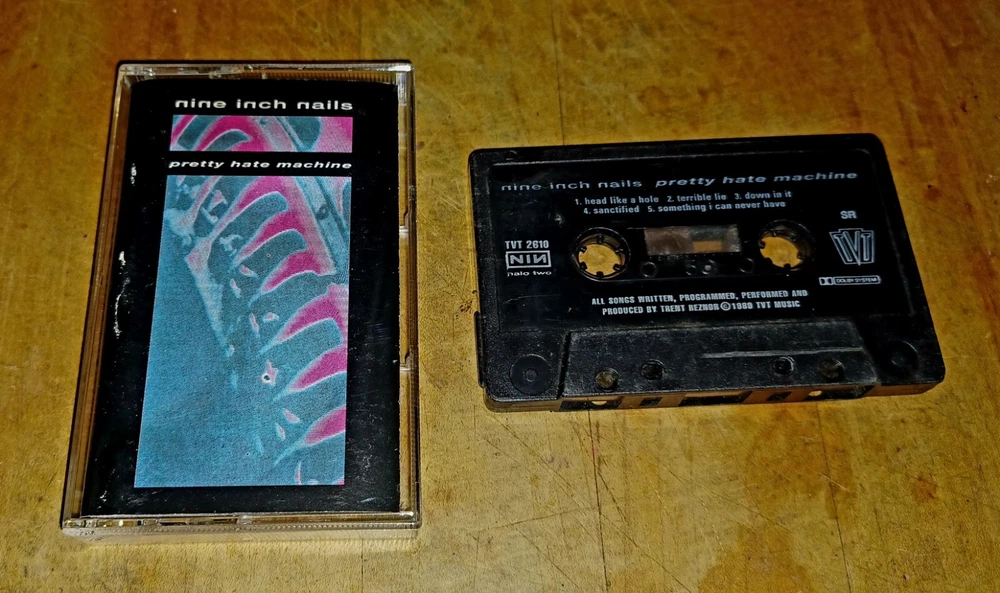 nine inch nails
pretty hate machine
nine inch nails pretty hate machine
1. head like a hole 2. terrible lie 3. down in it
4. sanctified 5. something i can never have
SR
TVT 2610
NIN
halo two
TVT
DOLBY SYSTEM
ALL SONGS WRITTEN, PROGRAMMED, PERFORMED AND
PRODUCED BY TRENT REZNOR ©1989 TVT MUSIC